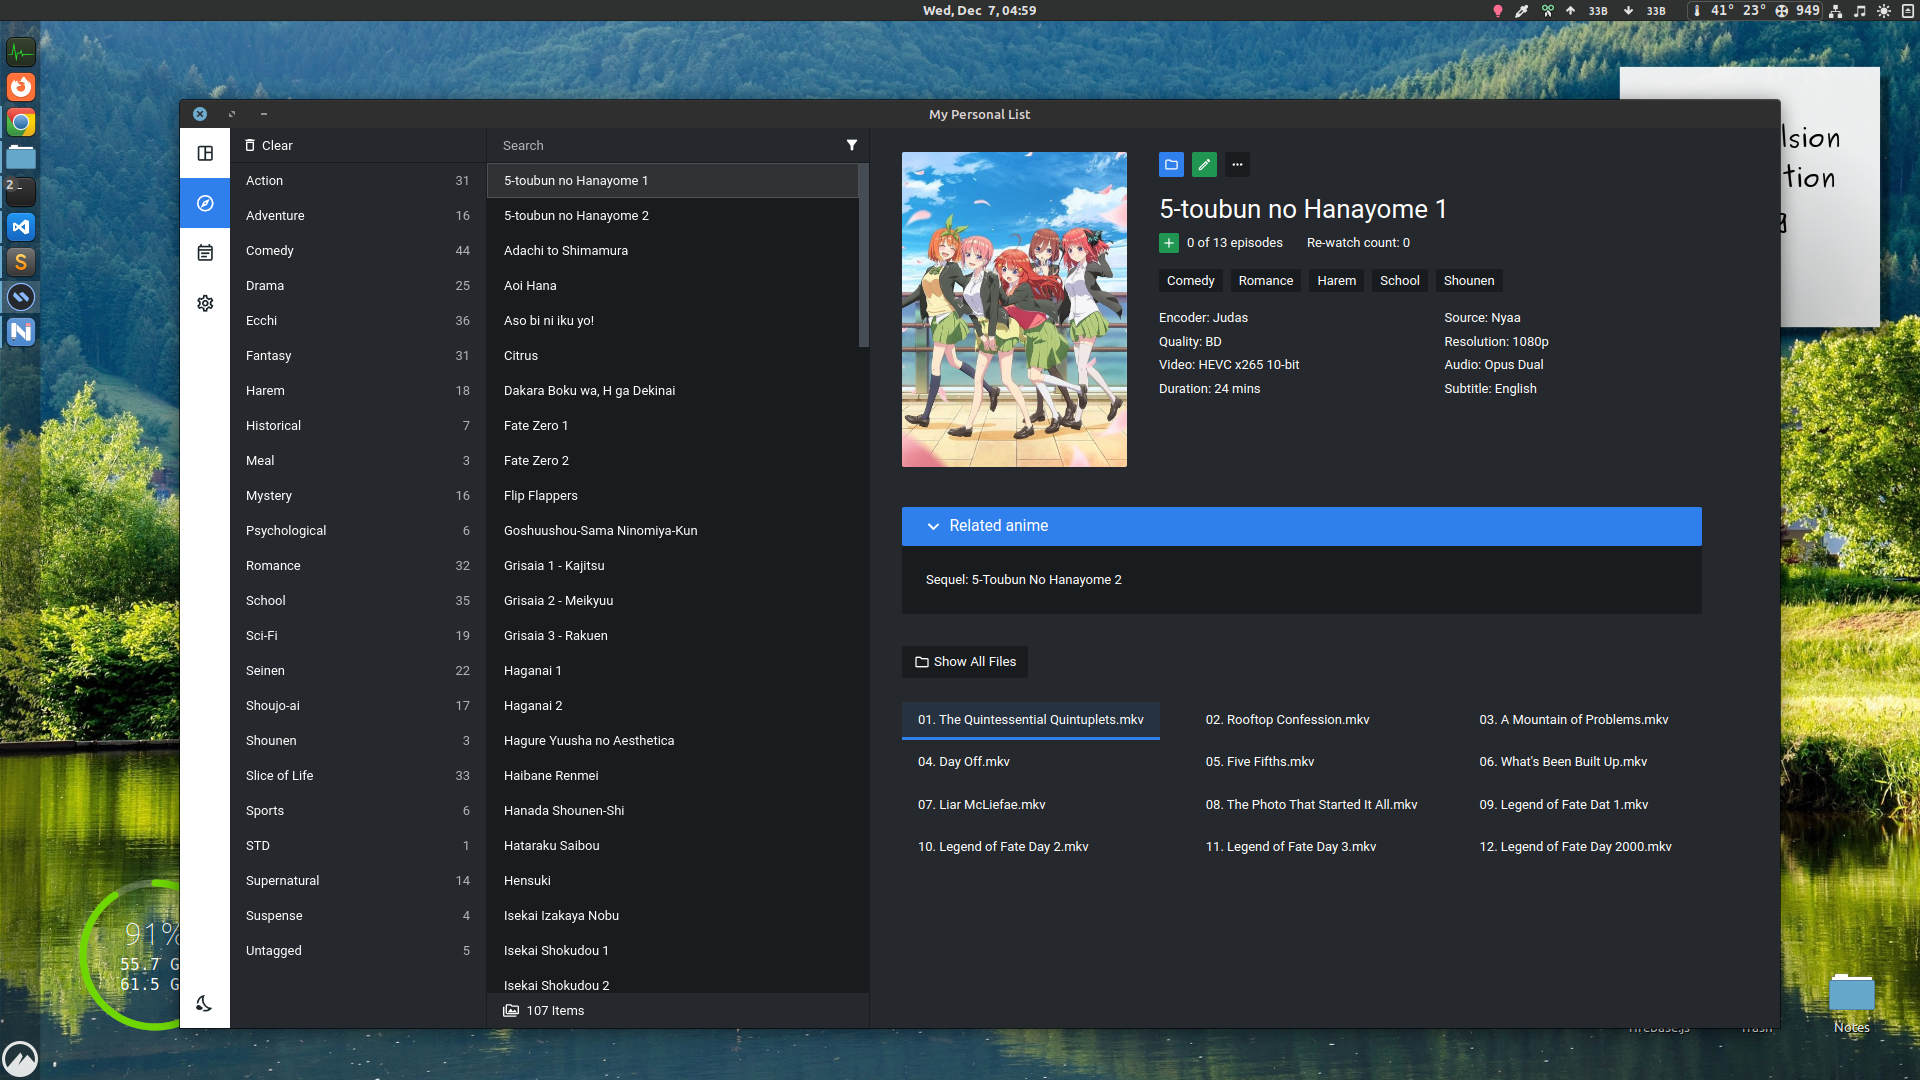 Wed, Dec 7, 04:59
33B
33B
41° 23°
949
My Personal List
Clear
Search
Action 31
Adventure 16
Comedy 44
Drama 25
Ecchi 36
Fantasy 31
Harem 18
Historical 7
Meal 3
Mystery 16
Psychological 6
Romance 32
School 35
Sci-Fi 19
Seinen 22
Shoujo-ai 17
Shounen 3
Slice of Life 33
Sports 6
STD 1
Supernatural 14
Suspense 4
Untagged 5
5-toubun no Hanayome 1
5-toubun no Hanayome 2
Adachi to Shimamura
Aoi Hana
Aso bi ni iku yo!
Citrus
Dakara Boku wa, H ga Dekinai
Fate Zero 1
Fate Zero 2
Flip Flappers
Goshuushou-Sama Ninomiya-Kun
Grisaia 1 - Kajitsu
Grisaia 2 - Meikyuu
Grisaia 3 - Rakuen
Haganai 1
Haganai 2
Hagure Yuusha no Aesthetica
Haibane Renmei
Hanada Shounen-Shi
Hataraku Saibou
Hensuki
Isekai Izakaya Nobu
Isekai Shokudou 1
Isekai Shokudou 2
107 Items
5-toubun no Hanayome 1
0 of 13 episodes Re-watch count: 0
Comedy Romance Harem School Shounen
Encoder: Judas Source: Nyaa
Quality: BD Resolution: 1080p
Video: HEVC x265 10-bit Audio: Opus Dual
Duration: 24 mins Subtitle: English
Related anime
Sequel: 5-Toubun No Hanayome 2
Show All Files
01. The Quintessential Quintuplets.mkv 02. Rooftop Confession.mkv 03. A Mountain of Problems.mkv
04. Day Off.mkv 05. Five Fifths.mkv 06. What's Been Built Up.mkv
07. Liar McLiefae.mkv 08. The Photo That Started It All.mkv 09. Legend of Fate Dat 1.mkv
10. Legend of Fate Day 2.mkv 11. Legend of Fate Day 3.mkv 12. Legend of Fate Day 2000.mkv
lsion
tion
91%
55.7 G
61.5 G
Notes